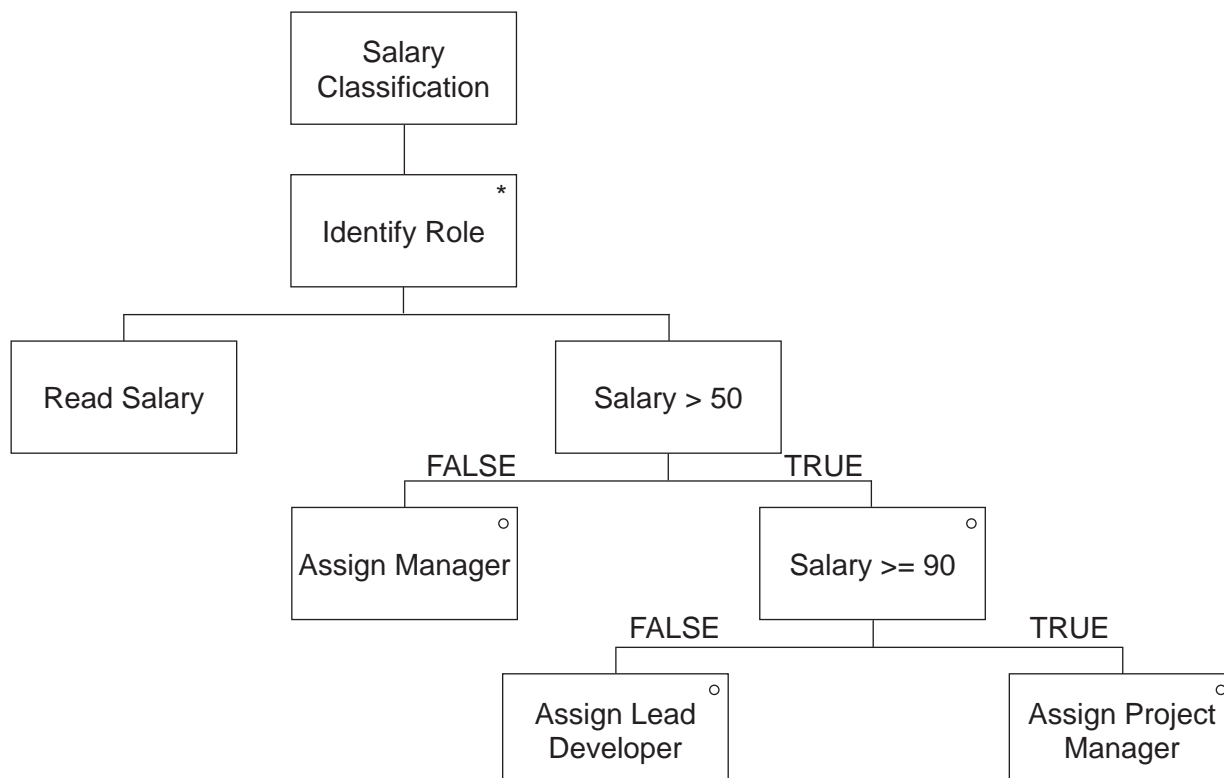 Salary
Classification
*
Identify Role
Read Salary
Salary > 50
FALSE
TRUE
Assign Manager
Salary >= 90
FALSE
TRUE
Assign Lead
Developer
Assign Project
Manager